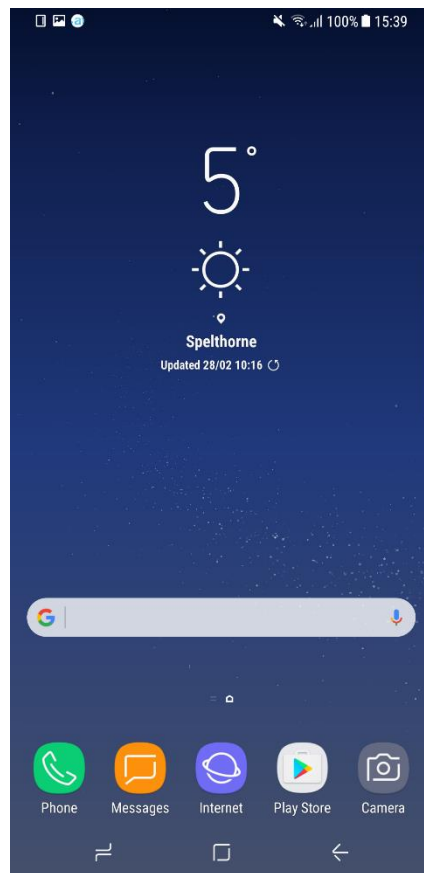 100% 15:39
5°
Spelthorne
Updated 28/02 10:16
G
Phone Messages Internet Play Store Camera